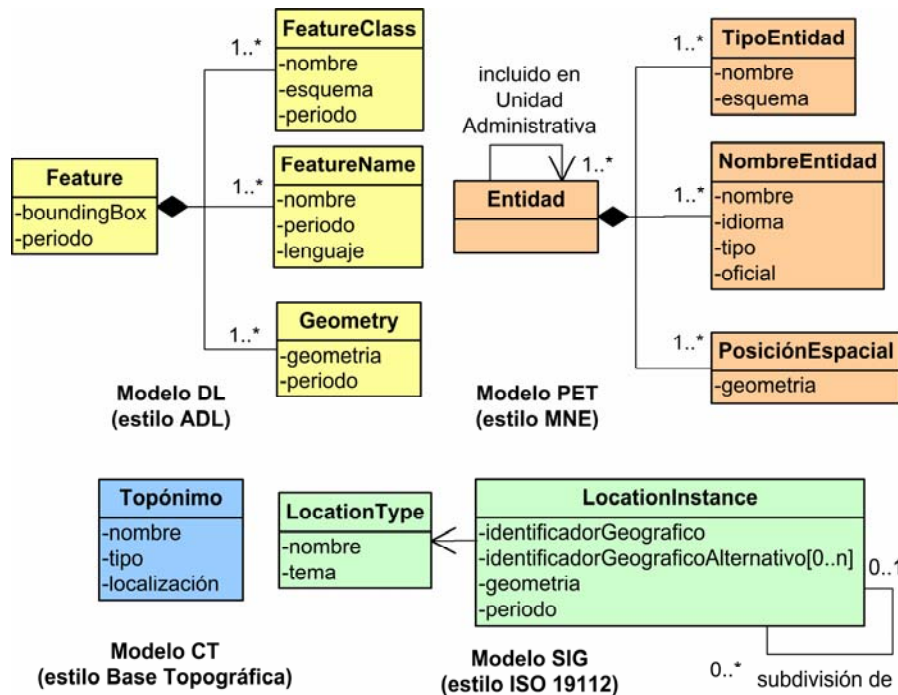 FeatureClass
-nombre
-esquema
-periodo
1..*
Feature
-boundingBox
-periodo
FeatureName
-nombre
-periodo
-lenguaje
1..*
Geometry
-geometria
-periodo
1..*
Modelo DL
(estilo ADL)
TipoEntidad
-nombre
-esquema
1..*
incluido en
Unidad
Administrativa
1..*
Entidad
NombreEntidad
-nombre
-idioma
-tipo
-oficial
1..*
PosiciónEspacial
-geometria
1..*
Modelo PET
(estilo MNE)
Topónimo
-nombre
-tipo
-localización
Modelo CT
(estilo Base Topográfica)
LocationType
-nombre
-tema
LocationInstance
-identificadorGeografico
-identificadorGeograficoAlternativo[0..n]
-geometria
-periodo
0..1
0..*
subdivisión de
Modelo SIG
(estilo ISO 19112)